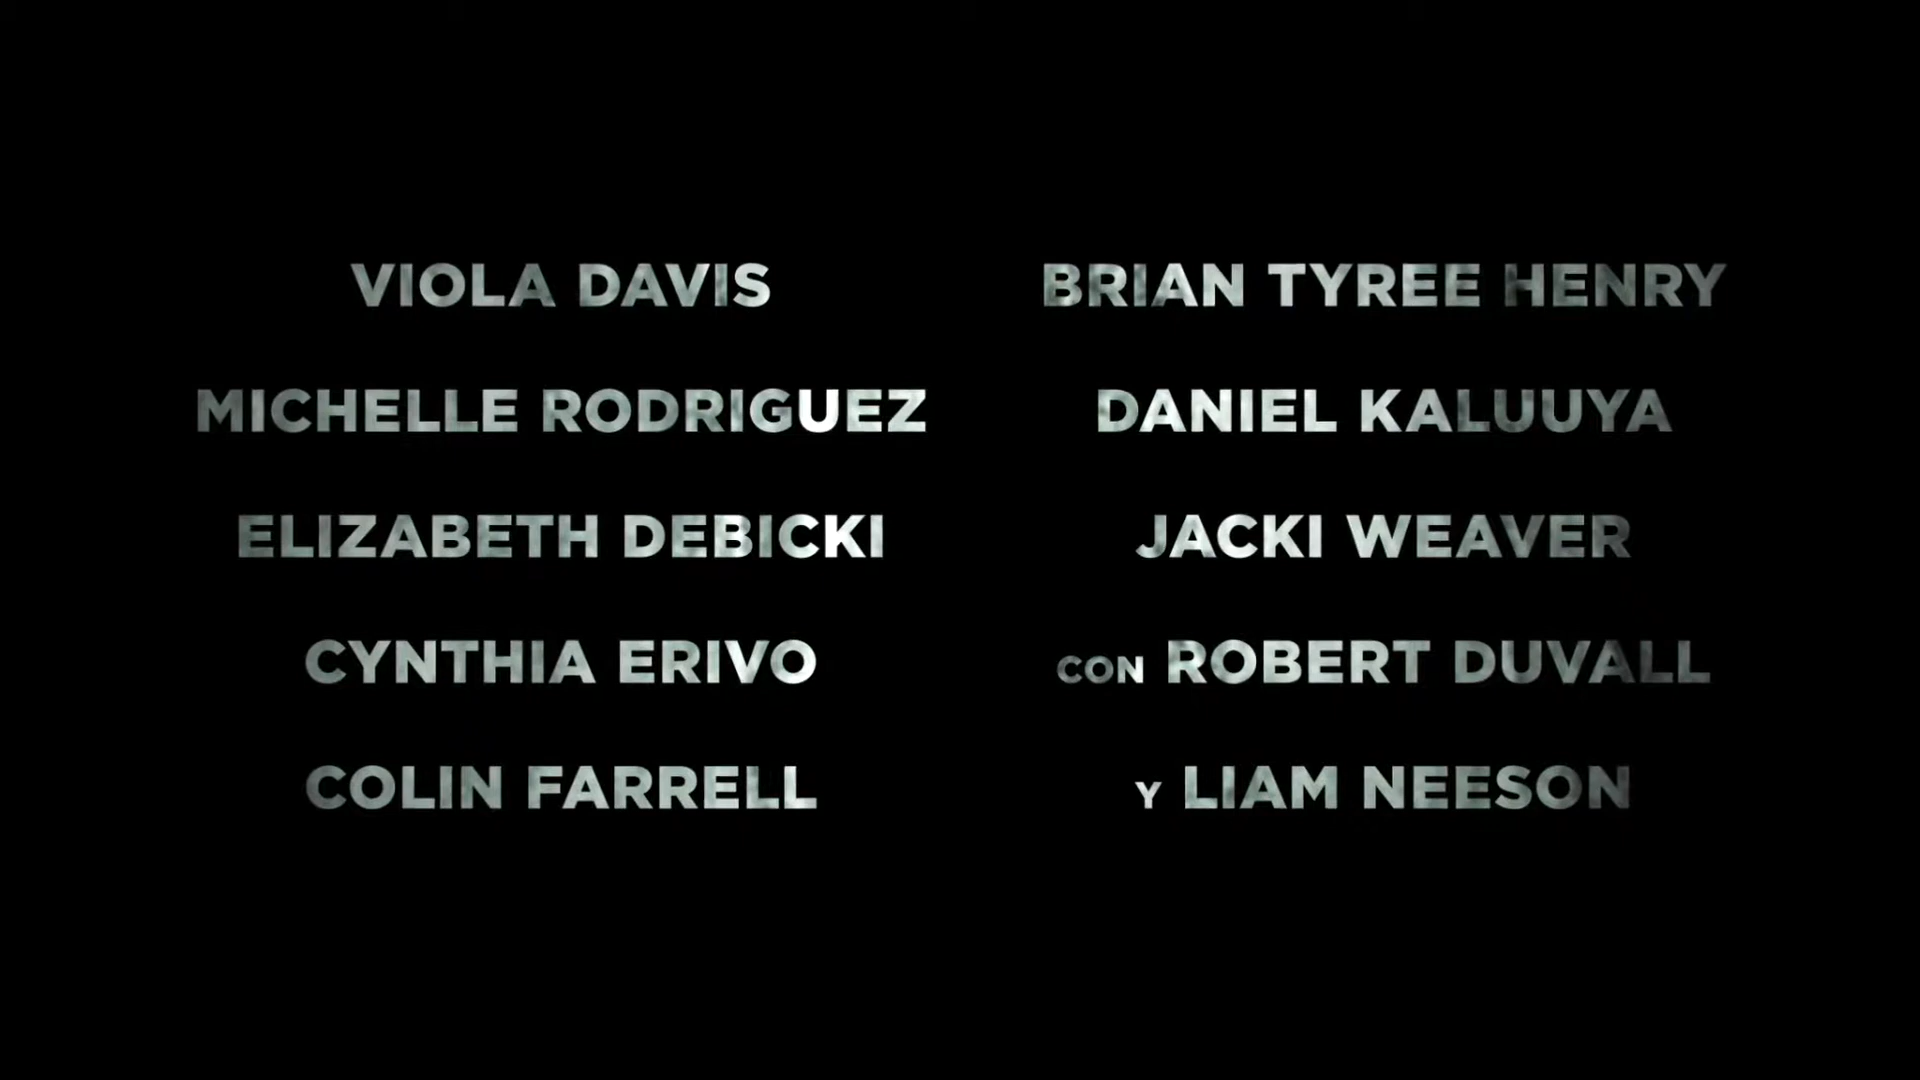 VIOLA DAVIS
MICHELLE RODRIGUEZ
ELIZABETH DEBICKI
CYNTHIA ERIVO
COLIN FARRELL
BRIAN TYREE HENRY
DANIEL KALUUYA
JACKI WEAVER
CON ROBERT DUVALL
Y LIAM NEESON